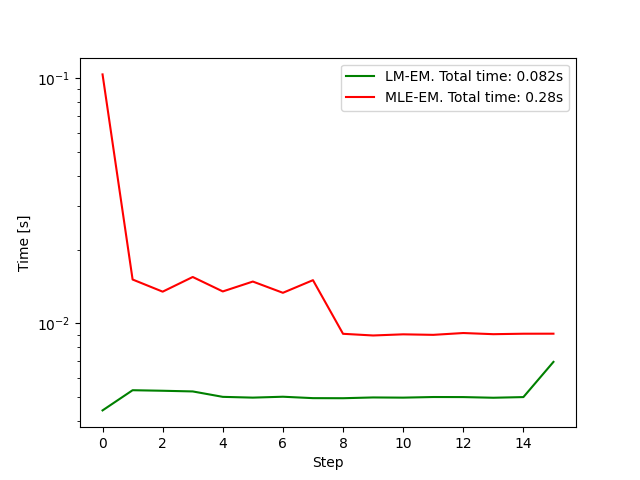 LM-EM. Total time: 0.082s
MLE-EM. Total time: 0.28s
10⁻¹
10⁻²
Time [s]
0 2 4 6 8 10 12 14
Step